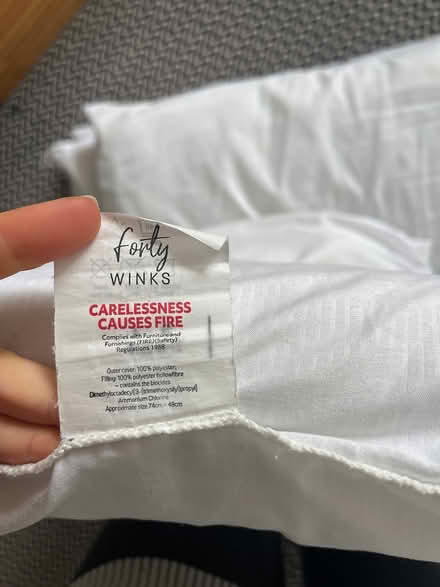 forty
WINKS
CARELESSNESS
CAUSES FIRE
Complies with Furniture and
Furnishings (FIRE)(Safety)
Regulations 1988
Outer cover: 100% polyester,
Filling: 100% polyester hollowfibre
– contains the biocides
Dimethyloctadecyl[3-(trimethoxysilyl)propyl]
Ammonium Chlorine
Approximate size 74cm × 48cm